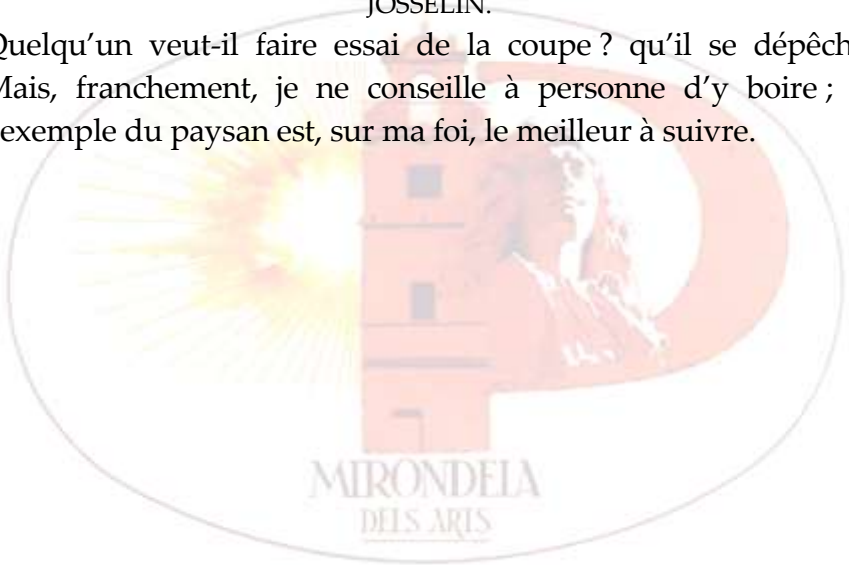 JOSSELIN.
Quelqu’un veut-il faire essai de la coupe ? qu’il se dépêch
Mais, franchement, je ne conseille à personne d’y boire ;
exemple du paysan est, sur ma foi, le meilleur à suivre.
MIRONDELA
DELS ARTS